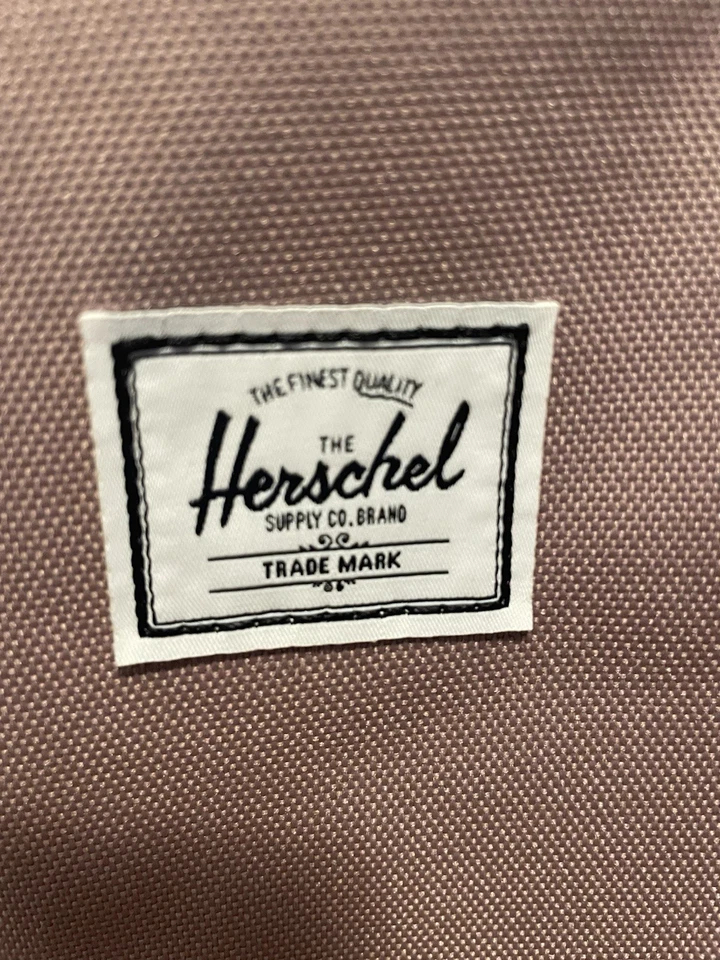 THE FINEST QUALITY
THE
Herschel
SUPPLY CO. BRAND
TRADE MARK